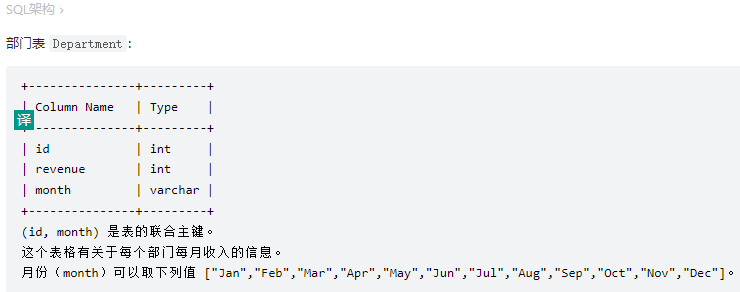 SQL架构 ›
部门表 Department:
+---------------+---------+
| Column Name   | Type    |
译
+---------------+---------+
| id            | int     |
| revenue       | int     |
| month         | varchar |
+---------------+---------+
(id, month) 是表的联合主键。
这个表格有关于每个部门每月收入的信息。
月份（month）可以取下列值 ["Jan","Feb","Mar","Apr","May","Jun","Jul","Aug","Sep","Oct","Nov","Dec"]。